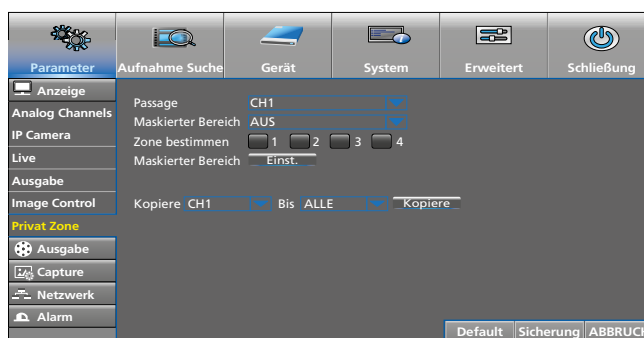 Parameter Aufnahme Suche Gerät System Erweitert Schließung
Anzeige
Analog Channels
IP Camera
Live
Ausgabe
Image Control
Privat Zone
Ausgabe
Capture
Netzwerk
Alarm
Passage CH1
Maskierter Bereich AUS
Zone bestimmen 1 2 3 4
Maskierter Bereich Einst.
Kopiere CH1 Bis ALLE Kopiere
Default Sicherung ABBRUCH